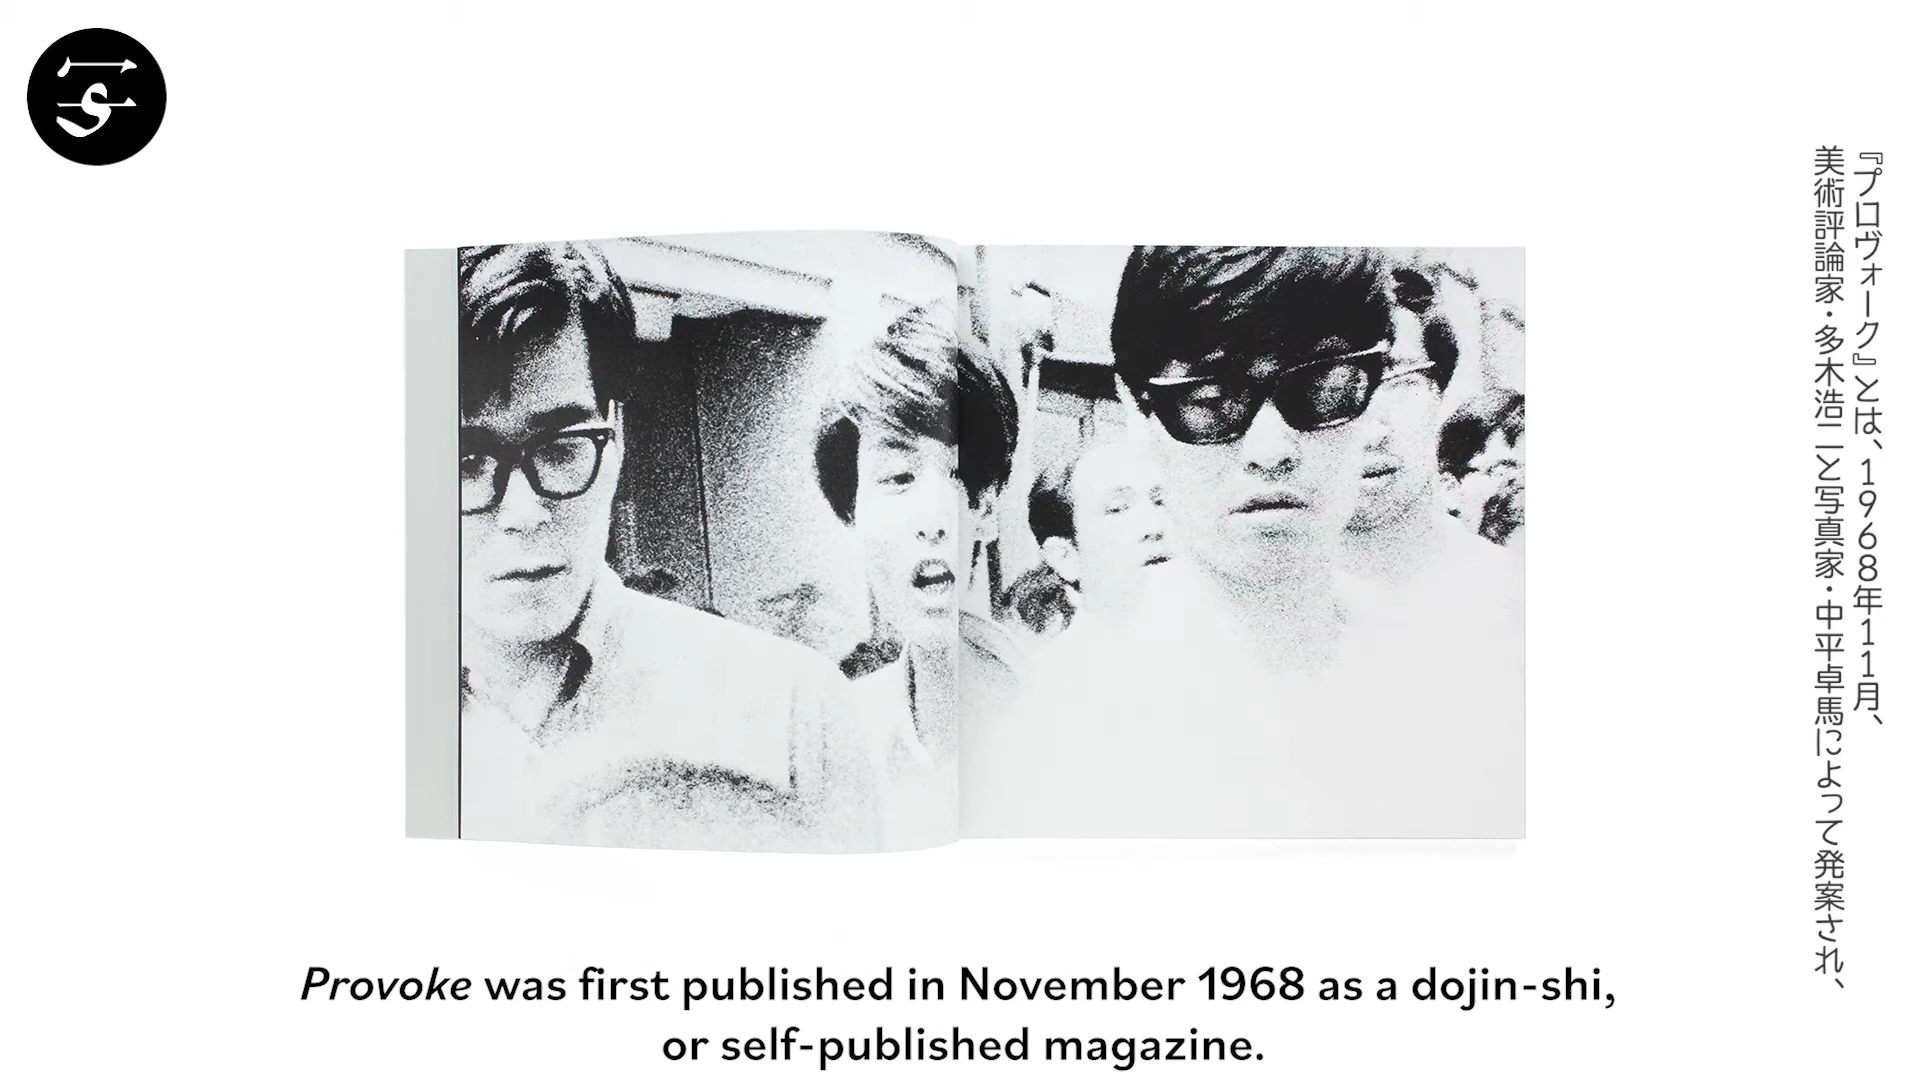 『プロヴォーク』とは、1968年11月、
美術評論家・多木浩二と写真家・中平卓馬によって発案され、
Provoke was first published in November 1968 as a dojin-shi,
or self-published magazine.